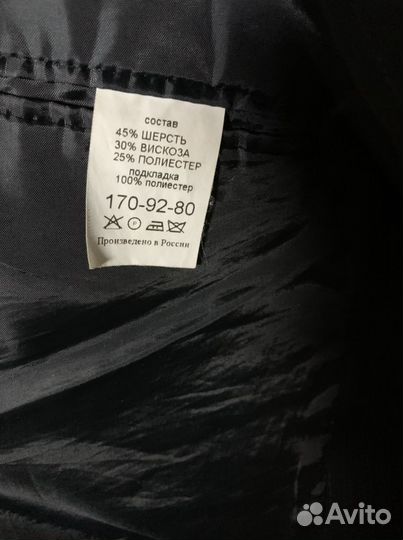 состав
45% ШЕРСТЬ
30% ВИСКОЗА
25% ПОЛИЕСТЕР
подкладка
100% полиестер
170-92-80
Произведено в России
Avito